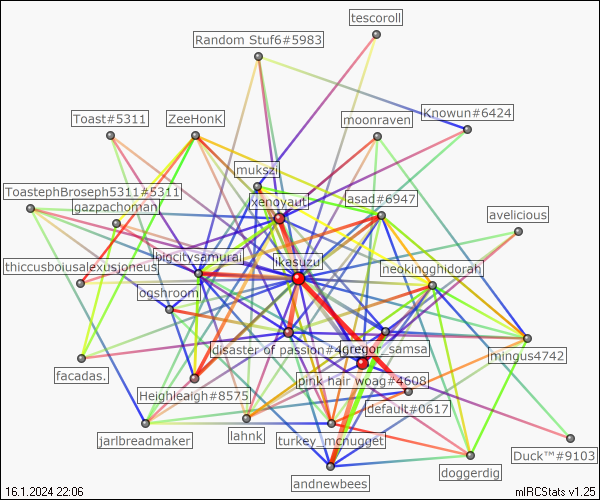 tescoroll
Random Stuf6#5983
Toast#5311
ZeeHonK
moonraven
Knowun#6424
mukszi
ToastephBroseph5311#5311
gazpachoman
xenoyaut
asad#6947
avelicious
bigcitysamurai
ikasuzu
thiccusboiusalexusjoneus
neokingghidorah
ogshroom
disaster of passion#4
gregor_samsa
mingus4742
facadas.
pink hair woag#4608
Heighleaigh#8575
default#0617
jarlbreadmaker
lahnk
turkey_mcnugget
Duck™#9103
doggerdig
andnewbees
16.1.2024 22:06
mIRCStats v1.25